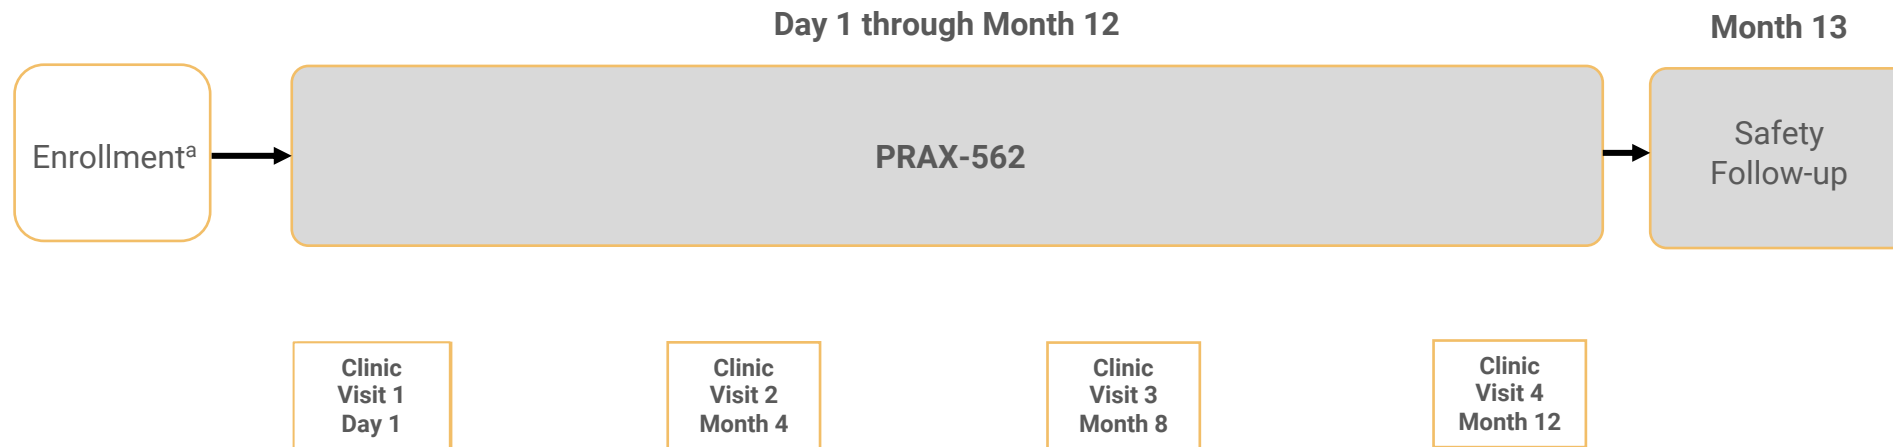 Day 1 through Month 12
Month 13
Enrollmentᵃ
PRAX-562
Safety
Follow-up
Clinic
Visit 1
Day 1
Clinic
Visit 2
Month 4
Clinic
Visit 3
Month 8
Clinic
Visit 4
Month 12